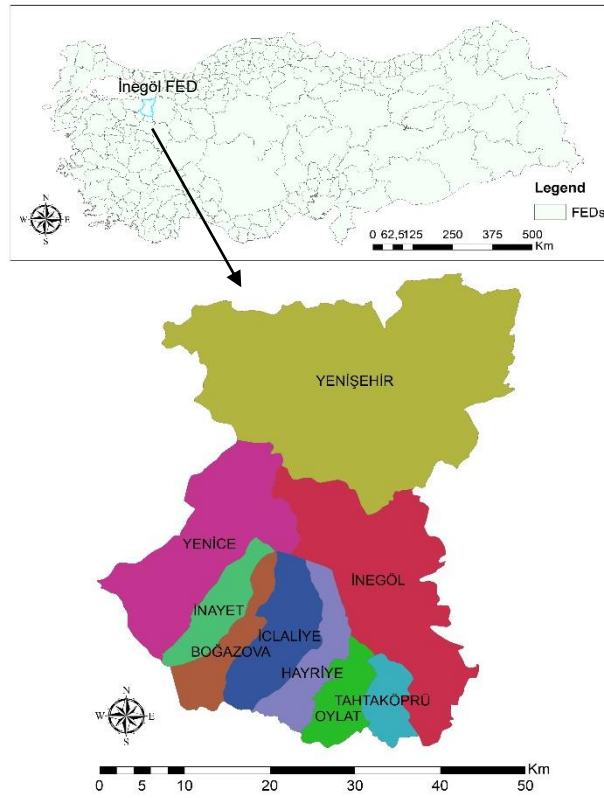 İnegöl FED
N
W E
S
Legend
FEDs
0 62,5125 250 375 500
Km
YENİŞEHİR
YENİCE
İNEGÖL
İNAYET
İCLALİYE
BOĞAZOVA
HAYRİYE
TAHTAKÖPRÜ
OYLAT
N
W E
S
Km
0 10 20 30 40 50